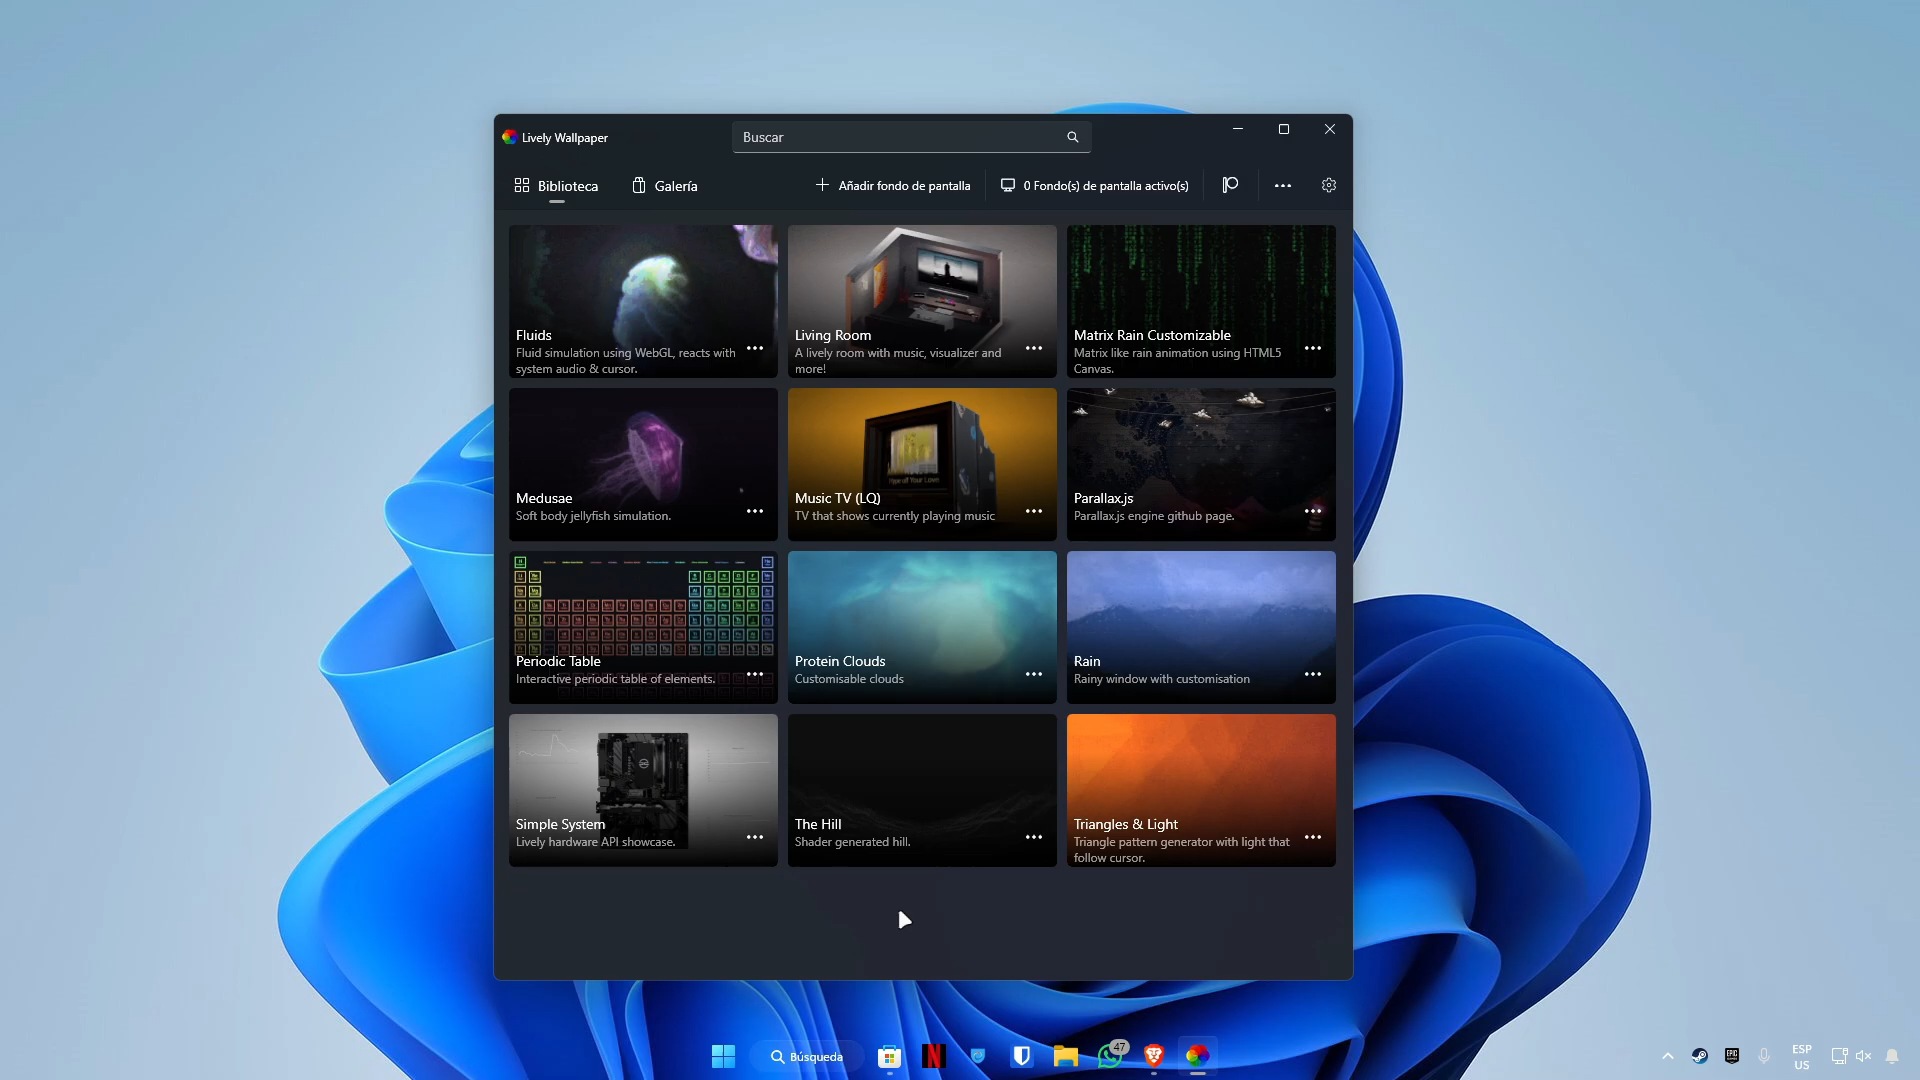 Lively Wallpaper
Buscar
Biblioteca
Galería
Añadir fondo de pantalla
0 Fondo(s) de pantalla activo(s)
Fluids
Fluid simulation using WebGL, reacts with
system audio & cursor.
Living Room
A lively room with music, visualizer and
more!
Matrix Rain Customizable
Matrix like rain animation using HTML5
Canvas.
Medusae
Soft body jellyfish simulation.
Music TV (LQ)
TV that shows currently playing music
Parallax.js
Parallax.js engine github page.
Periodic Table
Interactive periodic table of elements.
Protein Clouds
Customisable clouds
Rain
Rainy window with customisation
Simple System
Lively hardware API showcase.
The Hill
Shader generated hill.
Triangles & Light
Triangle pattern generator with light that
follow cursor.
Búsqueda
47
EPIC
ESP
US